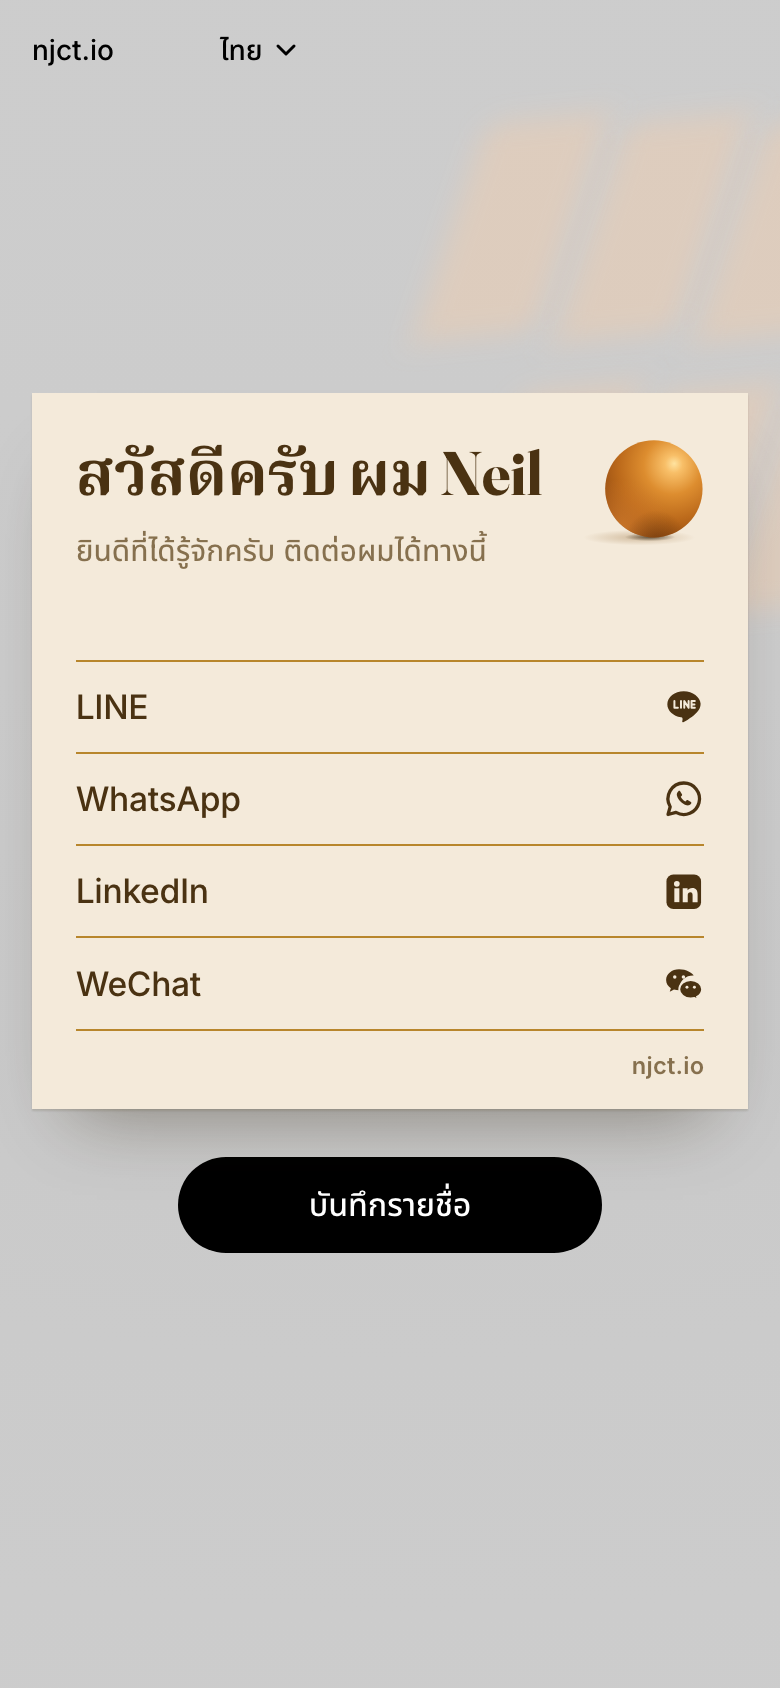 njct.io
ไทย
สวัสดีครับ ผม Neil
ยินดีที่ได้รู้จักครับ ติดต่อผมได้ทางนี้
LINE
LINE
WhatsApp
LinkedIn
in
WeChat
njct.io
บันทึกรายชื่อ